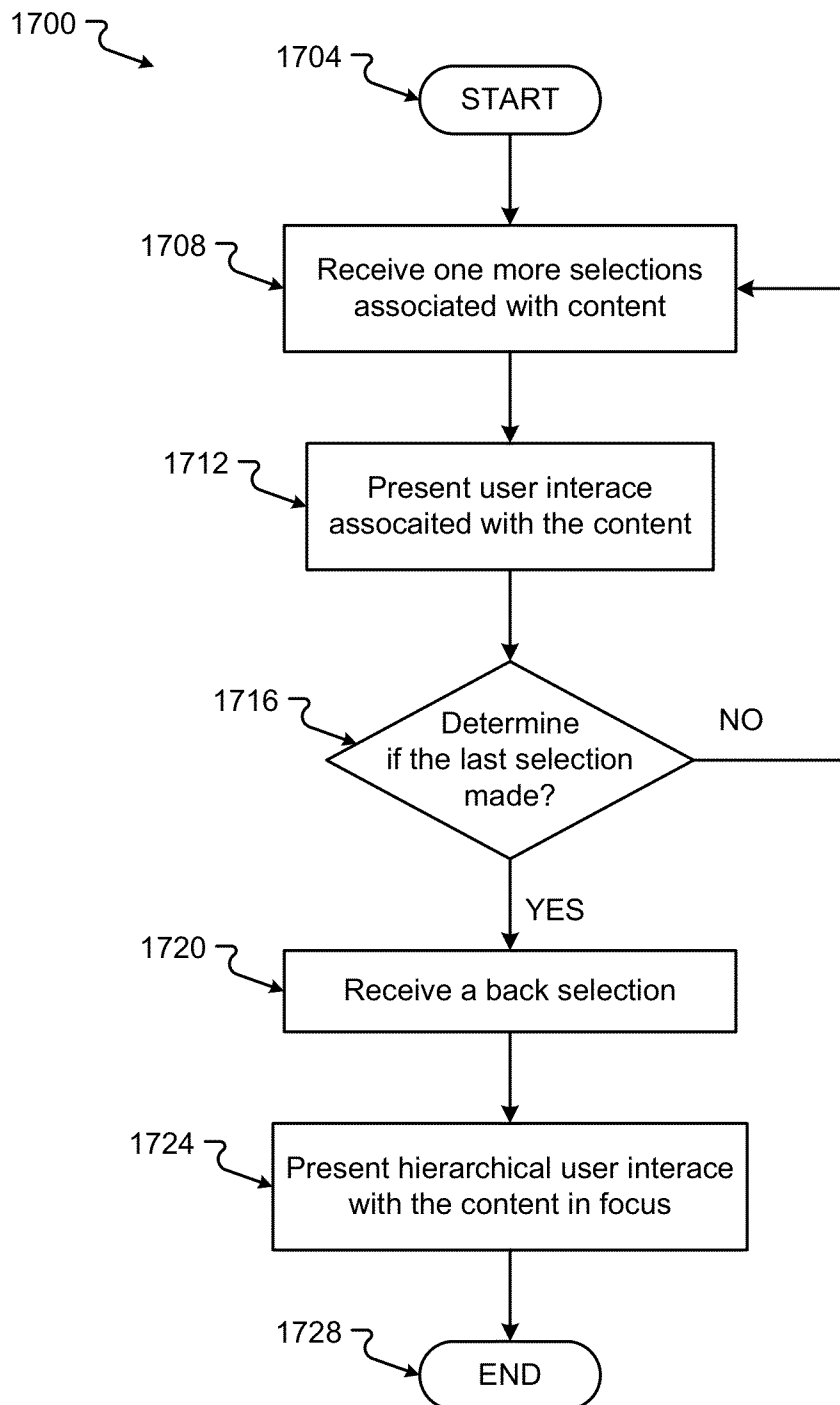 1700
1704
START
1708
Receive one more selections
associated with content
1712
Present user interace
assocaited with the content
1716
Determine
if the last selection
made?
NO
YES
1720
Receive a back selection
1724
Present hierarchical user interace
with the content in focus
1728
END